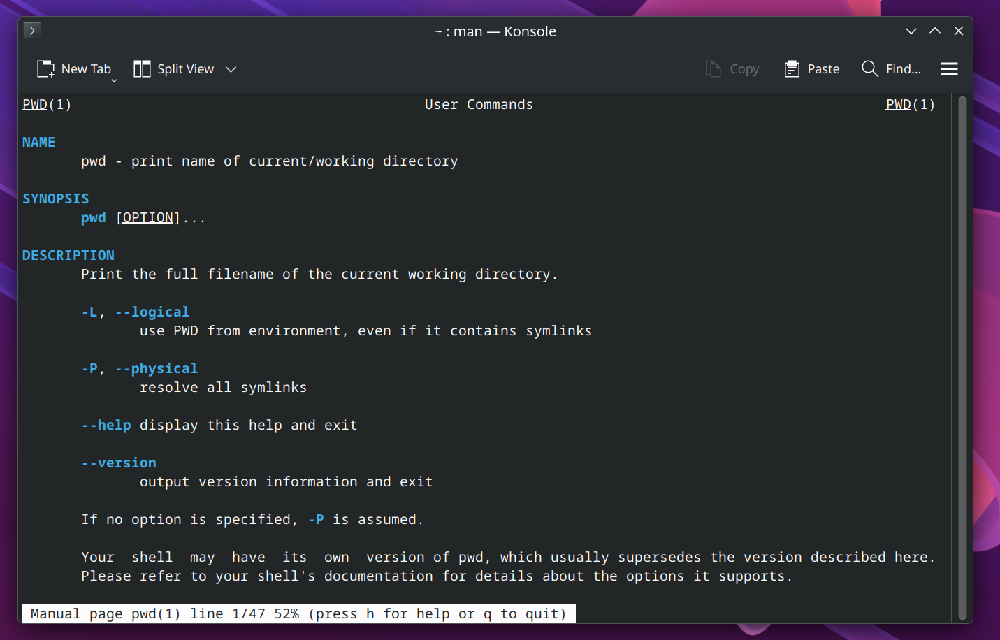 ~ : man — Konsole
New Tab Split View Copy Paste Find...
PWD(1) User Commands PWD(1)
NAME
pwd - print name of current/working directory
SYNOPSIS
pwd [OPTION]...
DESCRIPTION
Print the full filename of the current working directory.
-L, --logical
use PWD from environment, even if it contains symlinks
-P, --physical
resolve all symlinks
--help display this help and exit
--version
output version information and exit
If no option is specified, -P is assumed.
Your shell may have its own version of pwd, which usually supersedes the version described here.
Please refer to your shell's documentation for details about the options it supports.
Manual page pwd(1) line 1/47 52% (press h for help or q to quit)